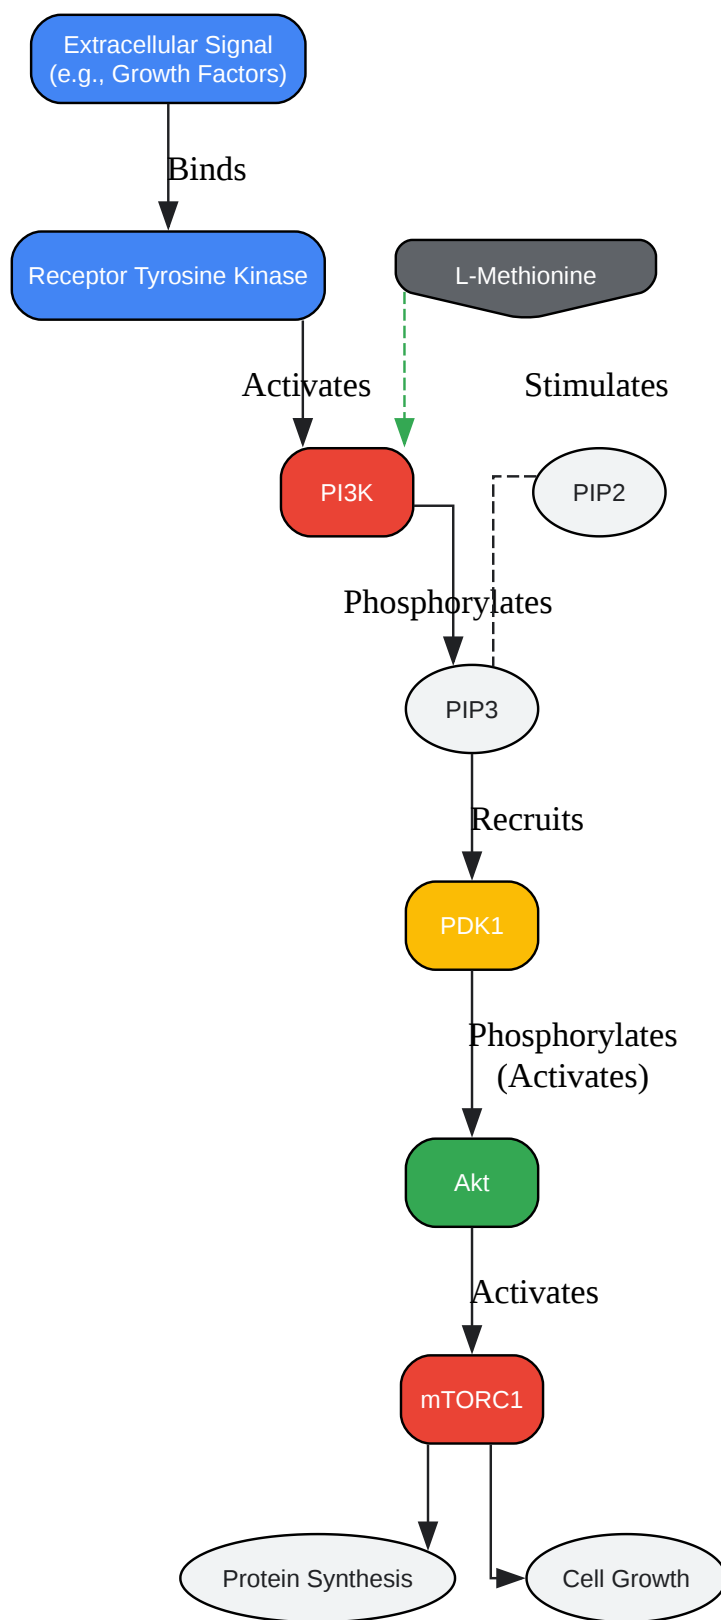 Extracellular Signal
(e.g., Growth Factors)
Binds
Receptor Tyrosine Kinase
L-Methionine
Activates
Stimulates
PI3K
PIP2
Phosphorylates
PIP3
Recruits
PDK1
Phosphorylates
(Activates)
Akt
Activates
mTORC1
Protein Synthesis
Cell Growth